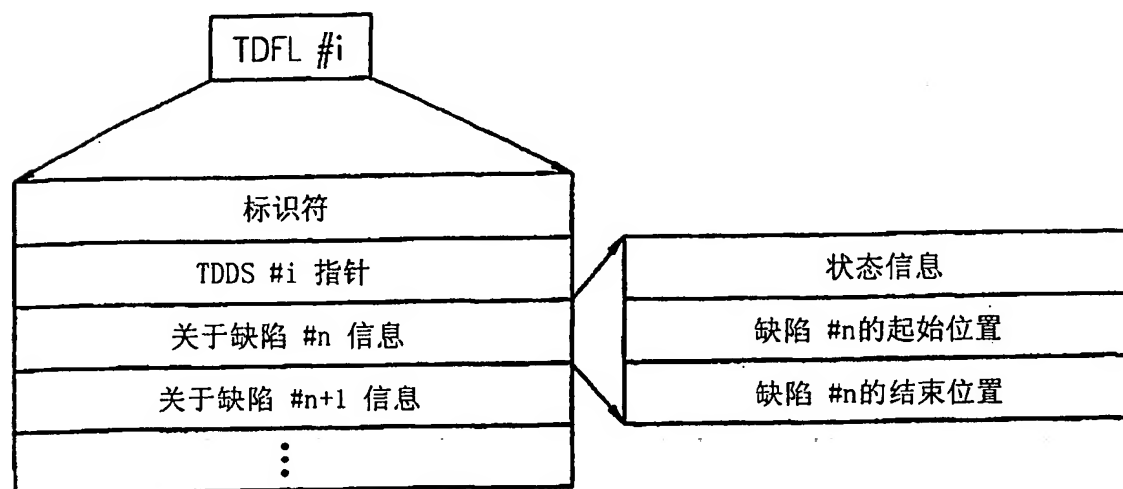 TDFL #i
标识符
TDDS #i 指针
关于缺陷 #n 信息
关于缺陷 #n+1 信息
⋮
状态信息
缺陷 #n的起始位置
缺陷 #n的结束位置